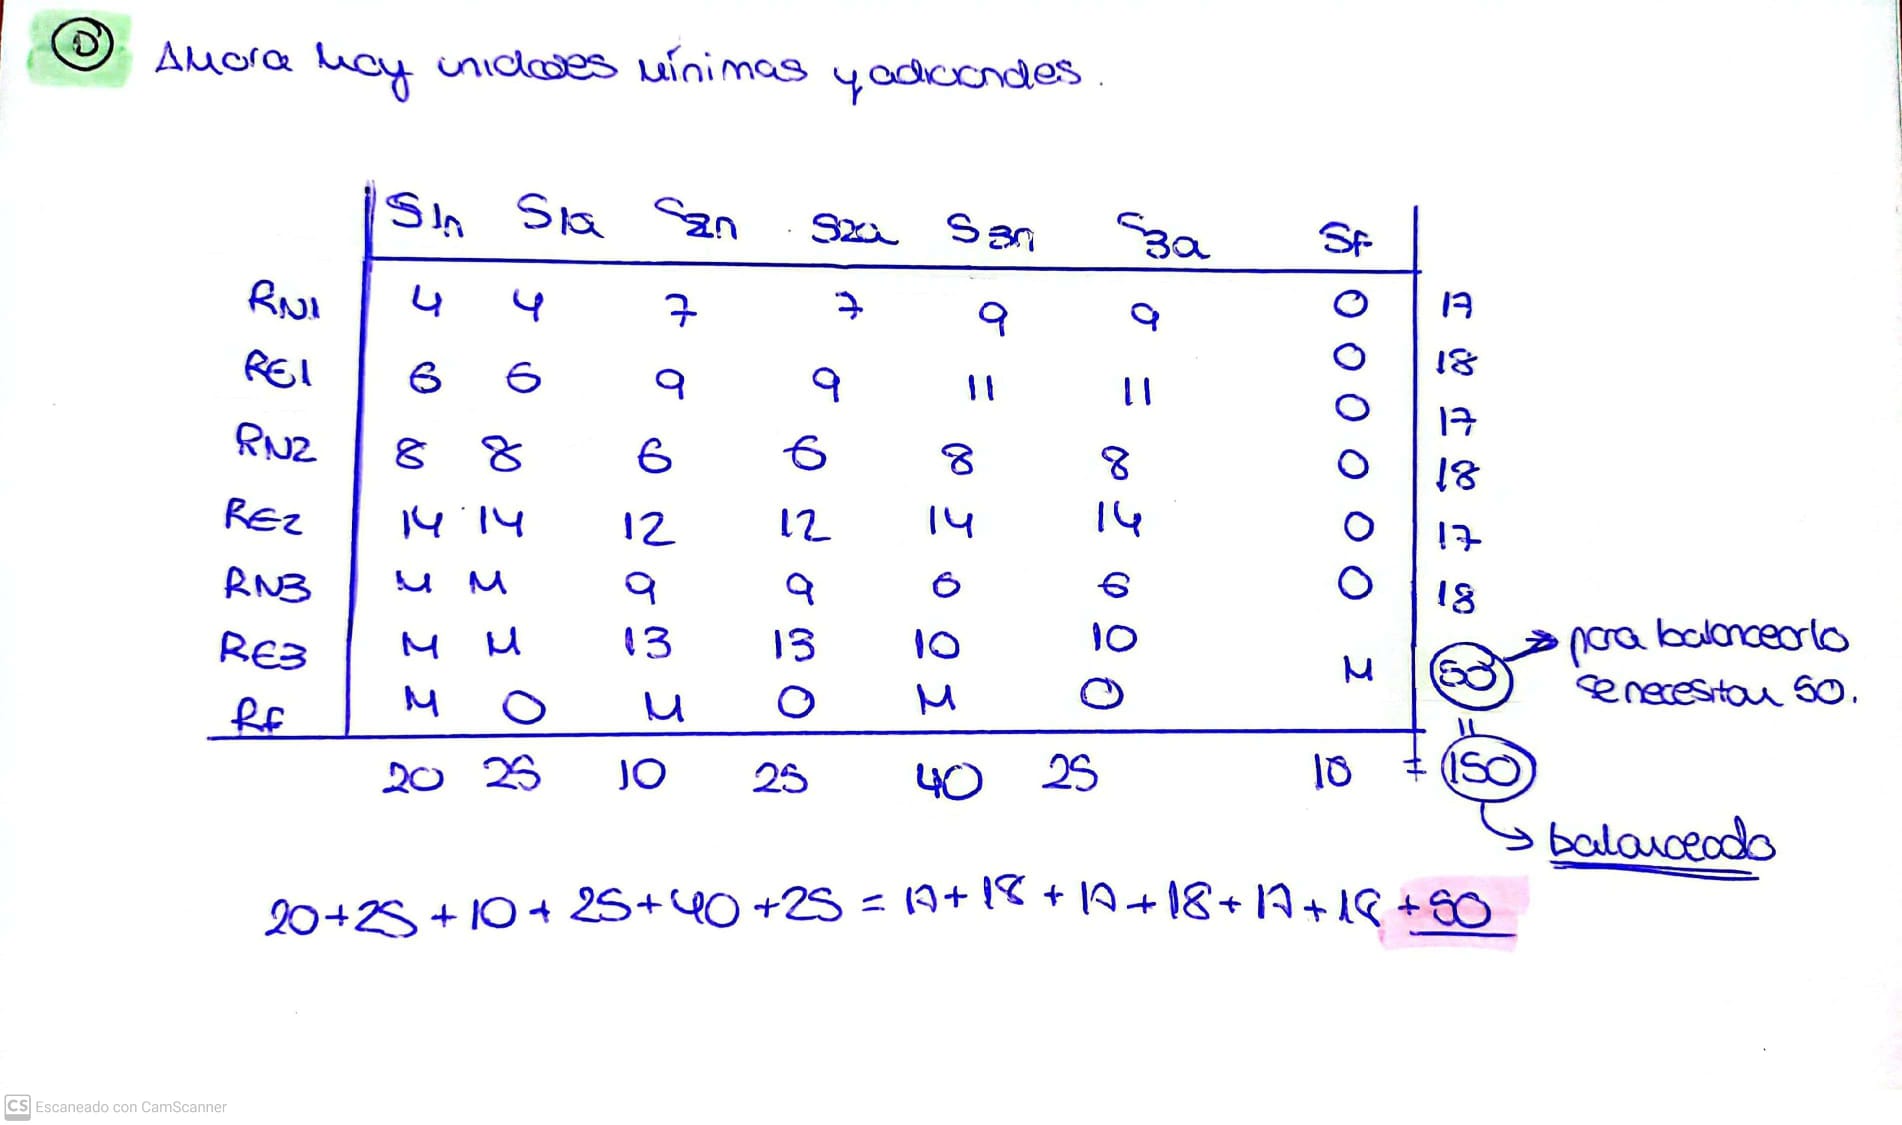 D Ahora hay unidades mínimas y adicionales.
S1n S1a S2n S2a S3n S3a Sf
RN1 4 4 7 7 9 9 0 17
RE1 6 6 9 9 11 11 0 18
RN2 8 8 6 6 8 8 0 17
RE2 14 14 12 12 14 14 0 18
RN3 M M 9 9 6 6 0 17
RE3 M M 13 13 10 10 0 18
Rf M 0 M 0 M 0 M 50 → para balancearlo
se necesitan 50.
20 25 10 25 40 25 10 150
balanceado
20+25+10+25+40+25 = 17+18+17+18+17+18+50
CS Escaneado con CamScanner